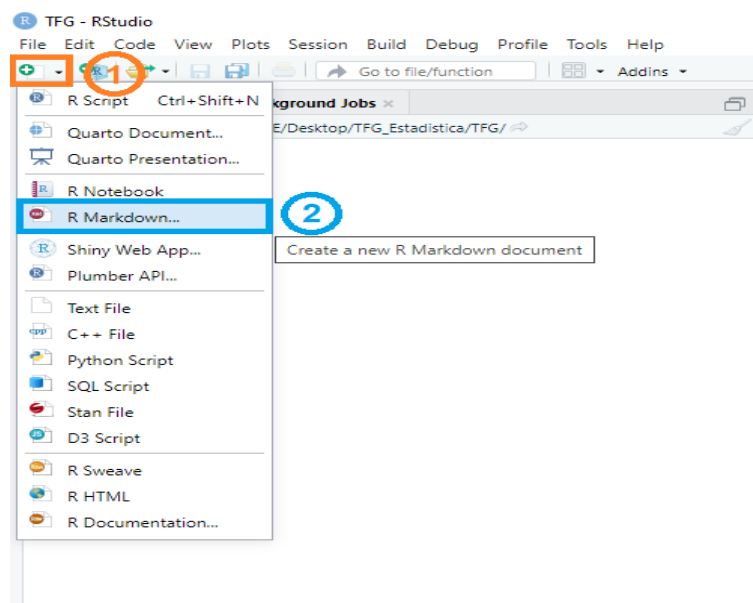 TFG - RStudio
File Edit Code View Plots Session Build Debug Profile Tools Help
1 Go to file/function Addins
R Script Ctrl+Shift+N
kground Jobs
E/Desktop/TFG_Estadistica/TFG/
Quarto Document...
Quarto Presentation...
R Notebook
R Markdown...
2
Create a new R Markdown document
Shiny Web App...
Plumber API...
Text File
C++ File
Python Script
SQL Script
Stan File
D3 Script
R Sweave
R HTML
R Documentation...